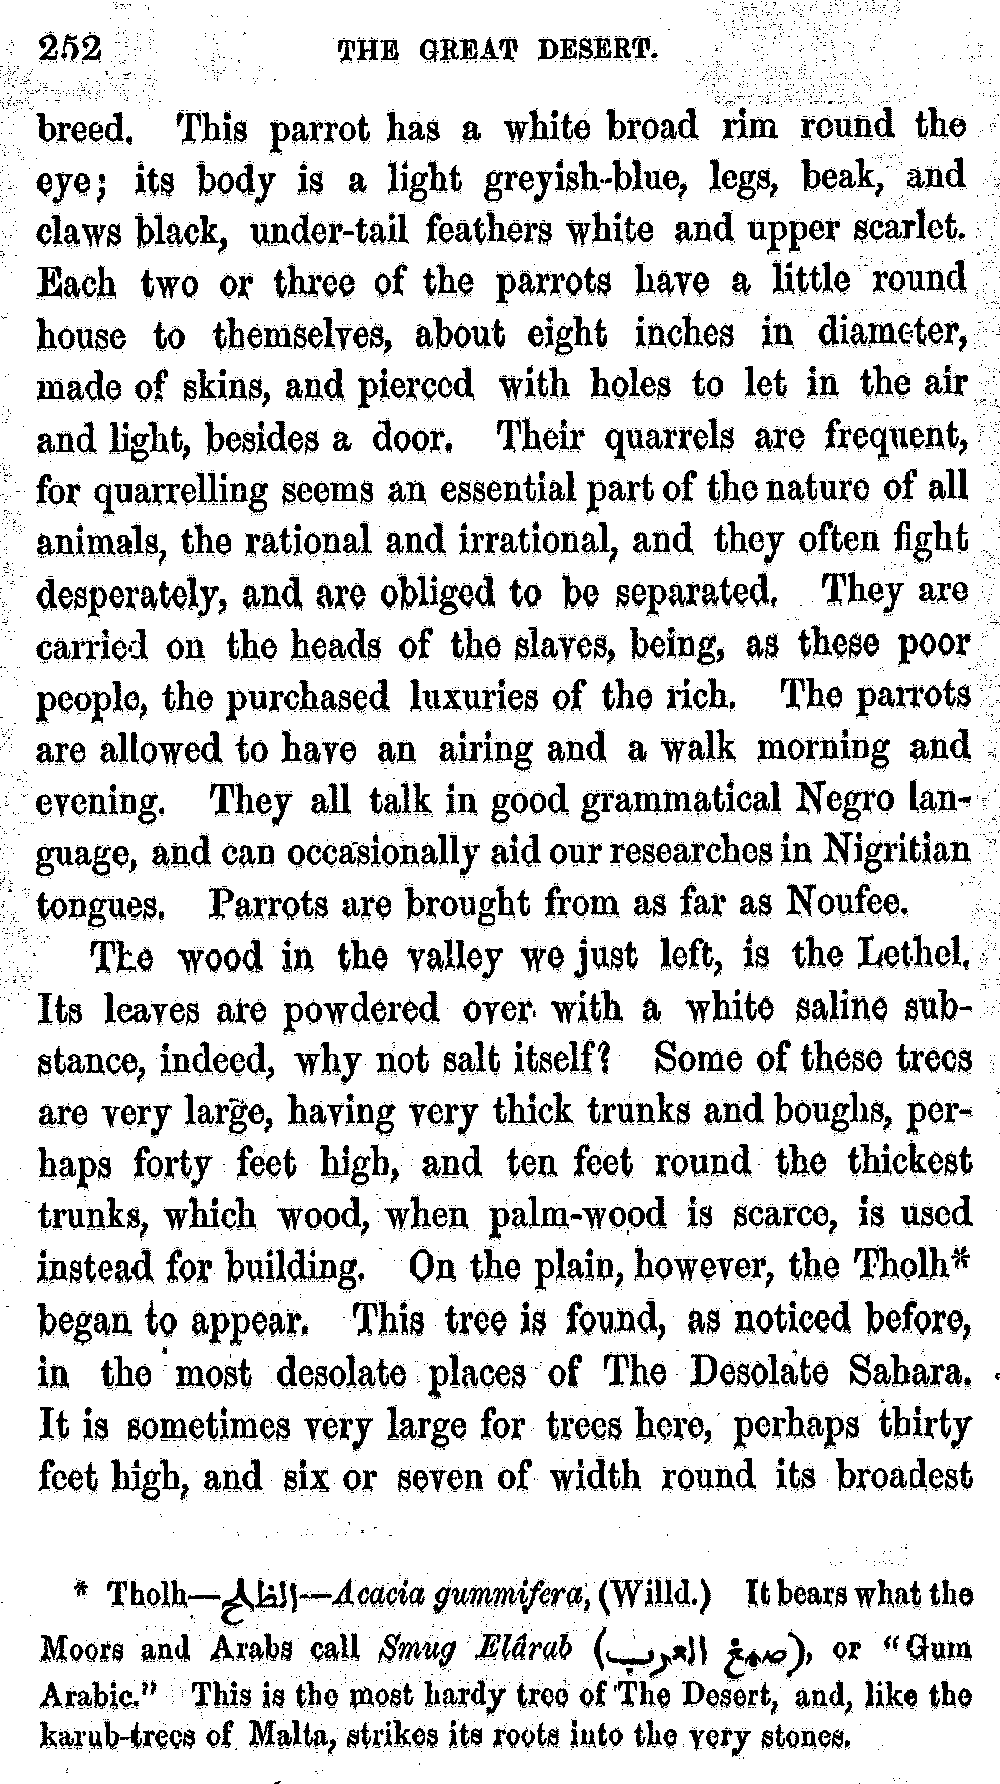 252 THE GREAT DESERT.
breed. This parrot has a white broad rim round the
eye; its body is a light greyish-blue, legs, beak, and
claws black, under-tail feathers white and upper scarlet.
Each two or three of the parrots have a little round
house to themselves, about eight inches in diameter,
made of skins, and pierced with holes to let in the air
and light, besides a door. Their quarrels are frequent,
for quarrelling seems an essential part of the nature of all
animals, the rational and irrational, and they often fight
desperately, and are obliged to be separated. They are
carried on the heads of the slaves, being, as these poor
people, the purchased luxuries of the rich. The parrots
are allowed to have an airing and a walk morning and
evening. They all talk in good grammatical Negro lan-
guage, and can occasionally aid our researches in Nigritian
tongues. Parrots are brought from as far as Noufee.
The wood in the valley we just left, is the Lethel.
Its leaves are powdered over with a white saline sub-
stance, indeed, why not salt itself? Some of these trees
are very large, having very thick trunks and boughs, per-
haps forty feet high, and ten feet round the thickest
trunks, which wood, when palm-wood is scarce, is used
instead for building. On the plain, however, the Tholh*
began to appear. This tree is found, as noticed before,
in the most desolate places of The Desolate Sahara.
It is sometimes very large for trees here, perhaps thirty
feet high, and six or seven of width round its broadest
* Tholh—الظلح—Acacia gummifera, (Willd.) It bears what the
Moors and Arabs call Smug Elârab (صموغ العرب), or "Gum
Arabic." This is the most hardy tree of The Desert, and, like the
karub-trees of Malta, strikes its roots into the very stones.